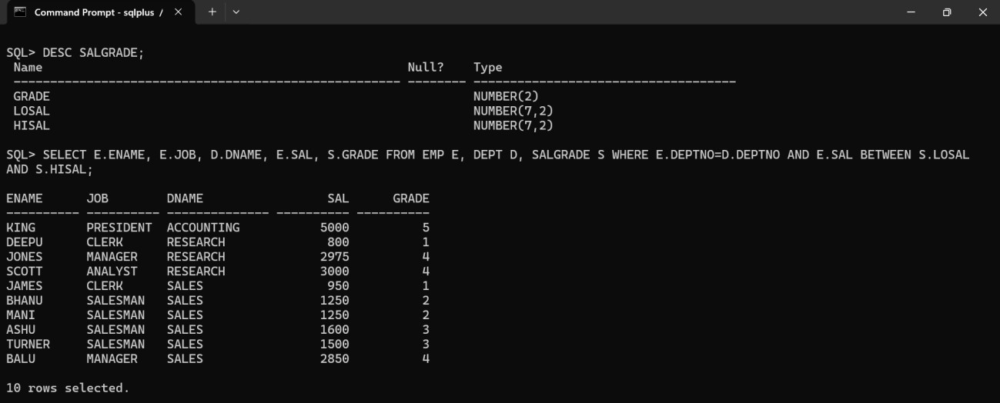 Command Prompt - sqlplus /
SQL> DESC SALGRADE;
 Name                                                  Null?    Type
 ----------------------------------------------------- -------- ------------------------------------
 GRADE                                                          NUMBER(2)
 LOSAL                                                          NUMBER(7,2)
 HISAL                                                          NUMBER(7,2)
SQL> SELECT E.ENAME, E.JOB, D.DNAME, E.SAL, S.GRADE FROM EMP E, DEPT D, SALGRADE S WHERE E.DEPTNO=D.DEPTNO AND E.SAL BETWEEN S.LOSAL
AND S.HISAL;
ENAME      JOB        DNAME                 SAL      GRADE
---------- ---------- -------------- ---------- ----------
KING       PRESIDENT  ACCOUNTING           5000          5
DEEPU      CLERK      RESEARCH              800          1
JONES      MANAGER    RESEARCH             2975          4
SCOTT      ANALYST    RESEARCH             3000          4
JAMES      CLERK      SALES                 950          1
BHANU      SALESMAN   SALES                1250          2
MANI       SALESMAN   SALES                1250          2
ASHU       SALESMAN   SALES                1600          3
TURNER     SALESMAN   SALES                1500          3
BALU       MANAGER    SALES                2850          4
10 rows selected.